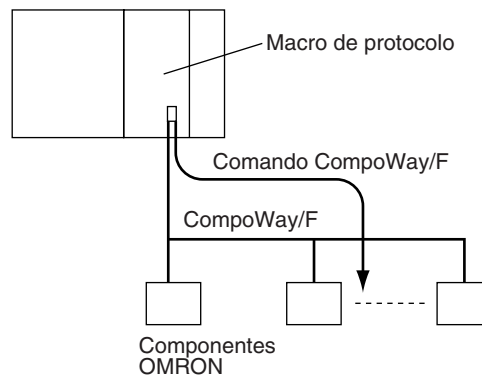 Macro de protocolo
Comando CompoWay/F
CompoWay/F
Componentes
OMRON